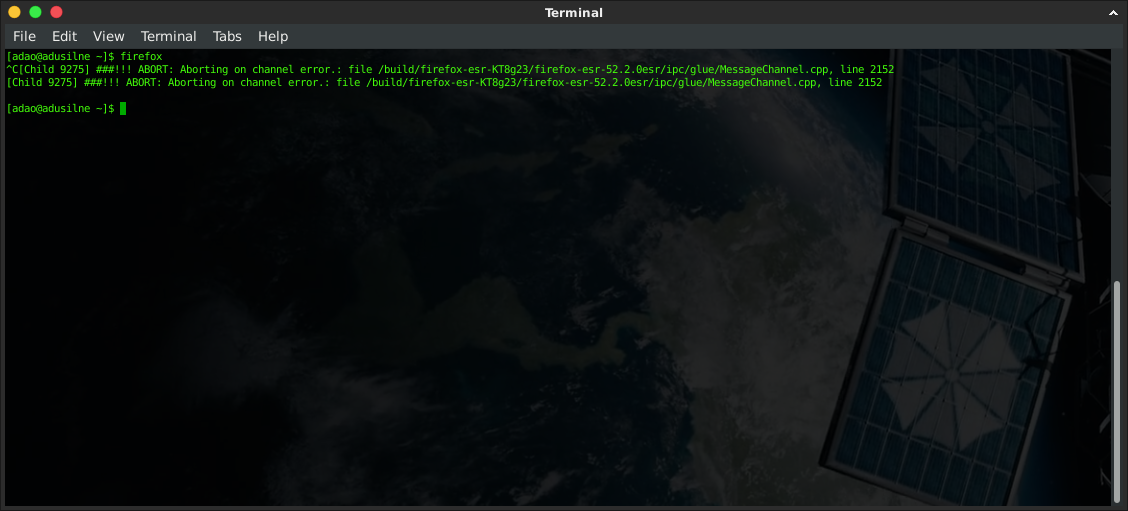 Terminal
File Edit View Terminal Tabs Help
[adao@adusilne ~]$ firefox
^C[Child 9275] ###!!! ABORT: Aborting on channel error.: file /build/firefox-esr-KT8g23/firefox-esr-52.2.0esr/ipc/glue/MessageChannel.cpp, line 2152
[Child 9275] ###!!! ABORT: Aborting on channel error.: file /build/firefox-esr-KT8g23/firefox-esr-52.2.0esr/ipc/glue/MessageChannel.cpp, line 2152
[adao@adusilne ~]$